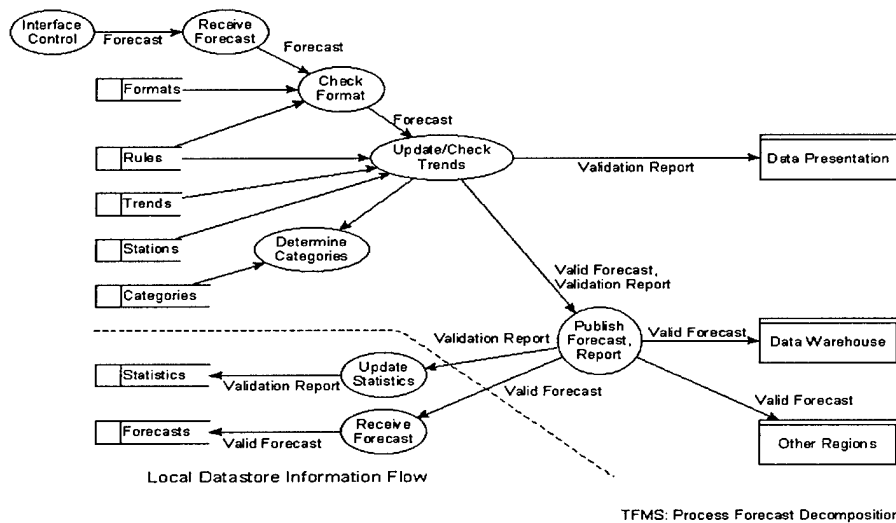 Interface
Control
Forecast
Receive
Forecast
Forecast
Formats
Check
Format
Forecast
Rules
Update/Check
Trends
Validation Report
Data Presentation
Trends
Stations
Determine
Categories
Categories
Valid Forecast,
Validation Report
Publish
Forecast,
Report
Valid Forecast
Data Warehouse
Validation Report
Statistics
Validation Report
Update
Statistics
Valid Forecast
Valid Forecast
Other Regions
Forecasts
Valid Forecast
Receive
Forecast
Local Datastore Information Flow
TFMS: Process Forecast Decomposition